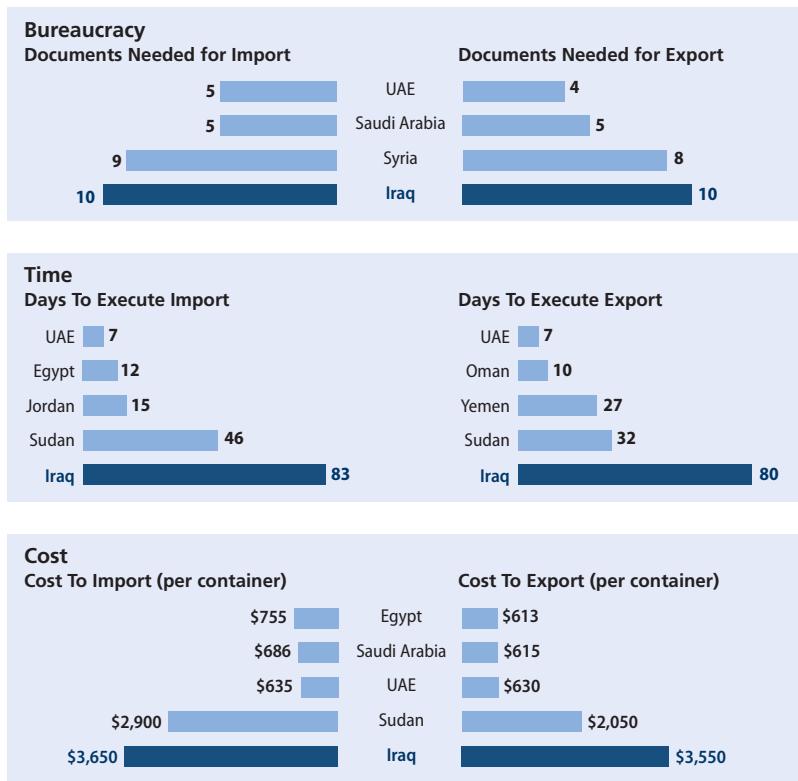 Bureaucracy
Documents Needed for Import
Documents Needed for Export
5 UAE 4
5 Saudi Arabia 5
9 Syria 8
10 Iraq 10
Time
Days To Execute Import
UAE 7
Egypt 12
Jordan 15
Sudan 46
Iraq 83
Days To Execute Export
UAE 7
Oman 10
Yemen 27
Sudan 32
Iraq 80
Cost
Cost To Import (per container)
Cost To Export (per container)
$755 Egypt $613
$686 Saudi Arabia $615
$635 UAE $630
$2,900 Sudan $2,050
$3,650 Iraq $3,550